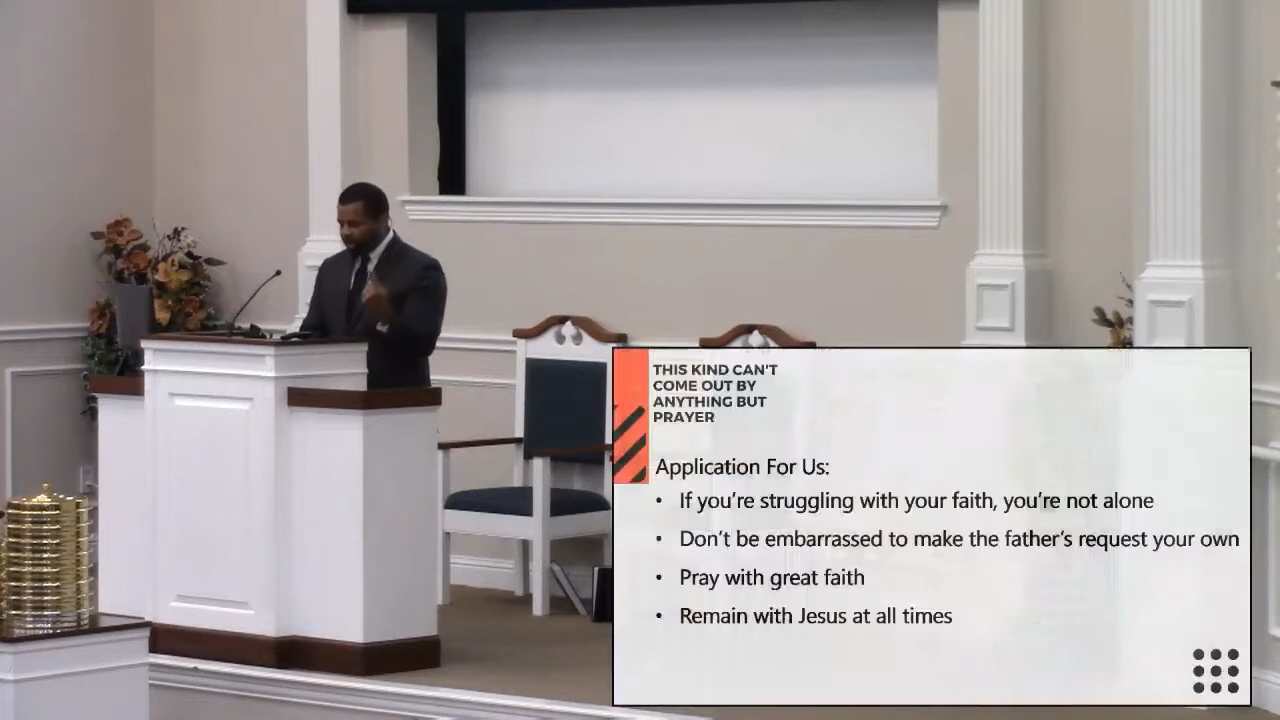 THIS KIND CAN'T
COME OUT BY
ANYTHING BUT
PRAYER
Application For Us:
• If you're struggling with your faith, you're not alone
• Don't be embarrassed to make the father's request your own
• Pray with great faith
• Remain with Jesus at all times